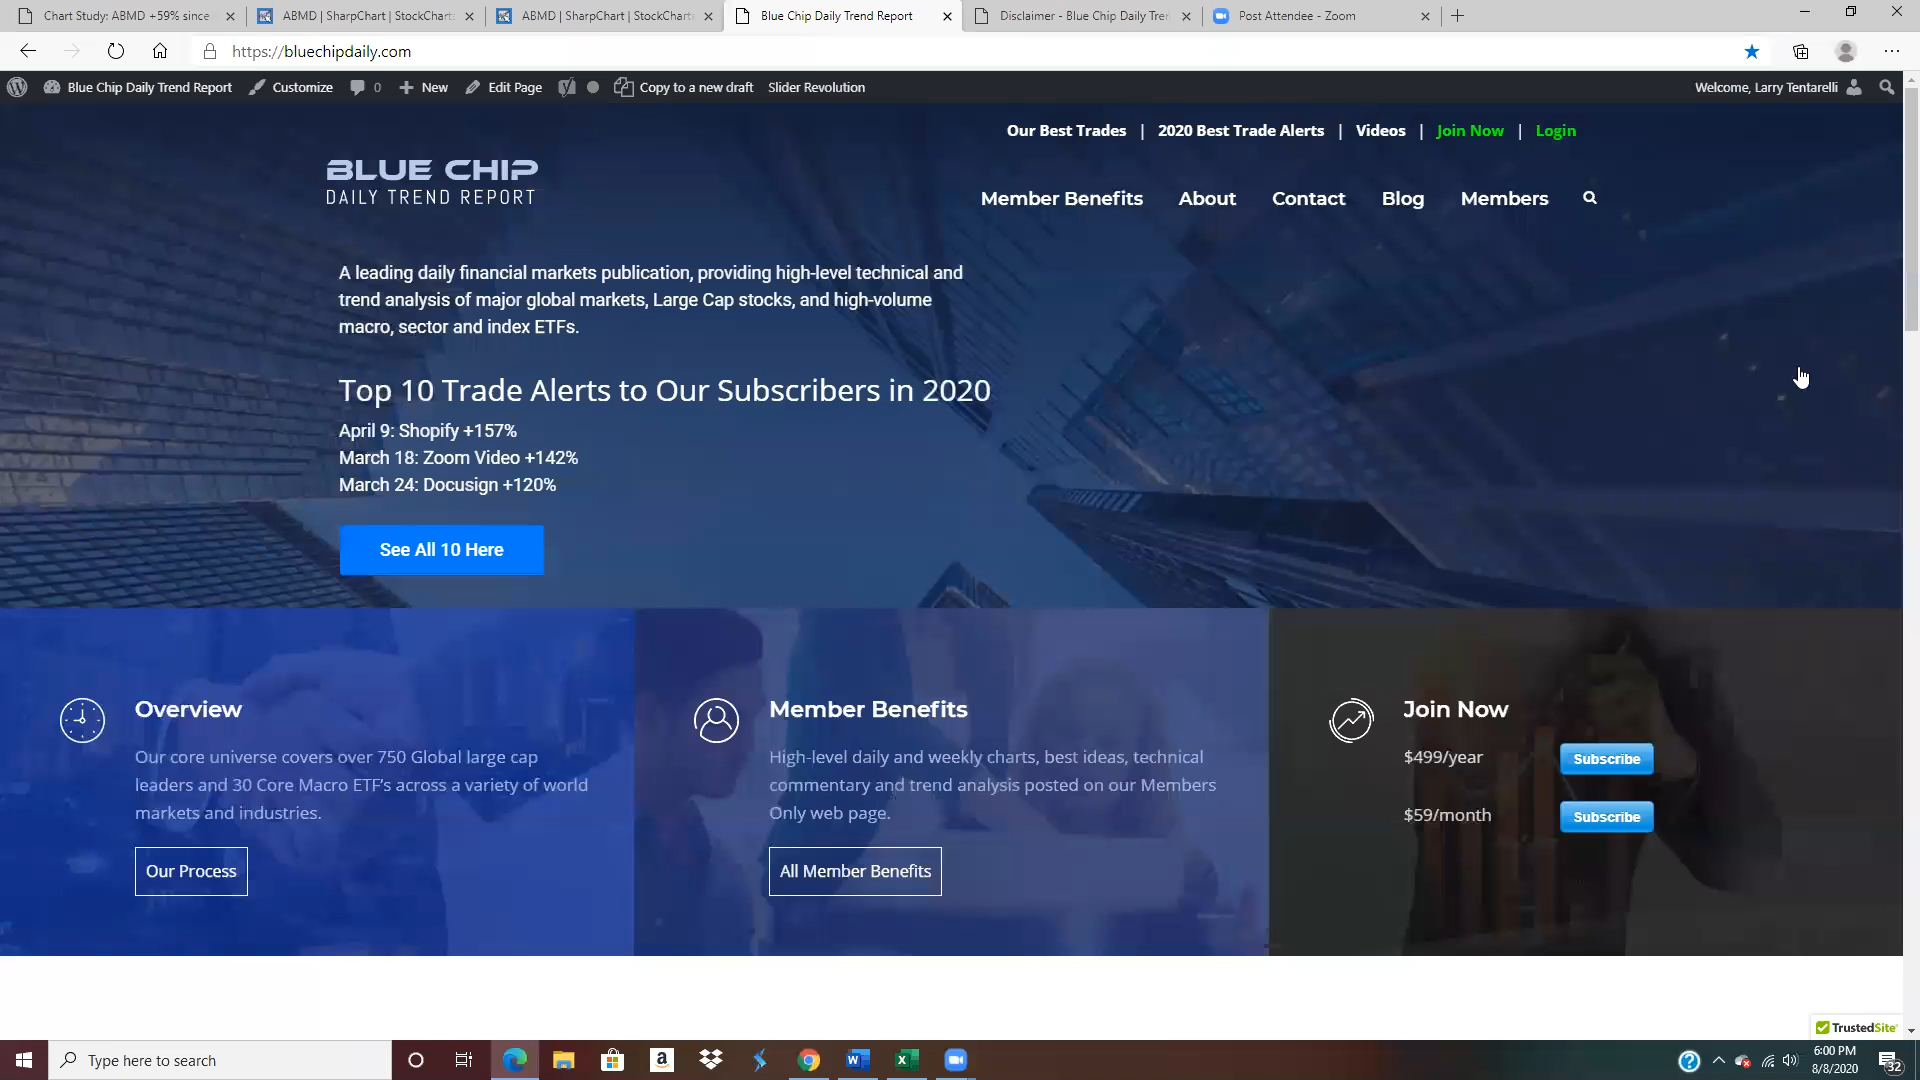 Chart Study: ABMD +59% since
ABMD | SharpChart | StockChart
ABMD | SharpChart | StockChart
Blue Chip Daily Trend Report
Disclaimer - Blue Chip Daily Tren
Post Attendee - Zoom
https://bluechipdaily.com
Blue Chip Daily Trend Report
Customize
0
New
Edit Page
Copy to a new draft
Slider Revolution
Welcome, Larry Tentarelli
Our Best Trades | 2020 Best Trade Alerts | Videos | Join Now | Login
BLUE CHIP
DAILY TREND REPORT
Member Benefits
About
Contact
Blog
Members
A leading daily financial markets publication, providing high-level technical and
trend analysis of major global markets, Large Cap stocks, and high-volume
macro, sector and index ETFs.
Top 10 Trade Alerts to Our Subscribers in 2020
April 9: Shopify +157%
March 18: Zoom Video +142%
March 24: Docusign +120%
See All 10 Here
Overview
Our core universe covers over 750 Global large cap
leaders and 30 Core Macro ETF's across a variety of world
markets and industries.
Our Process
Member Benefits
High-level daily and weekly charts, best ideas, technical
commentary and trend analysis posted on our Members
Only web page.
All Member Benefits
Join Now
$499/year
Subscribe
$59/month
Subscribe
TrustedSite
Type here to search
6:00 PM
8/8/2020
32